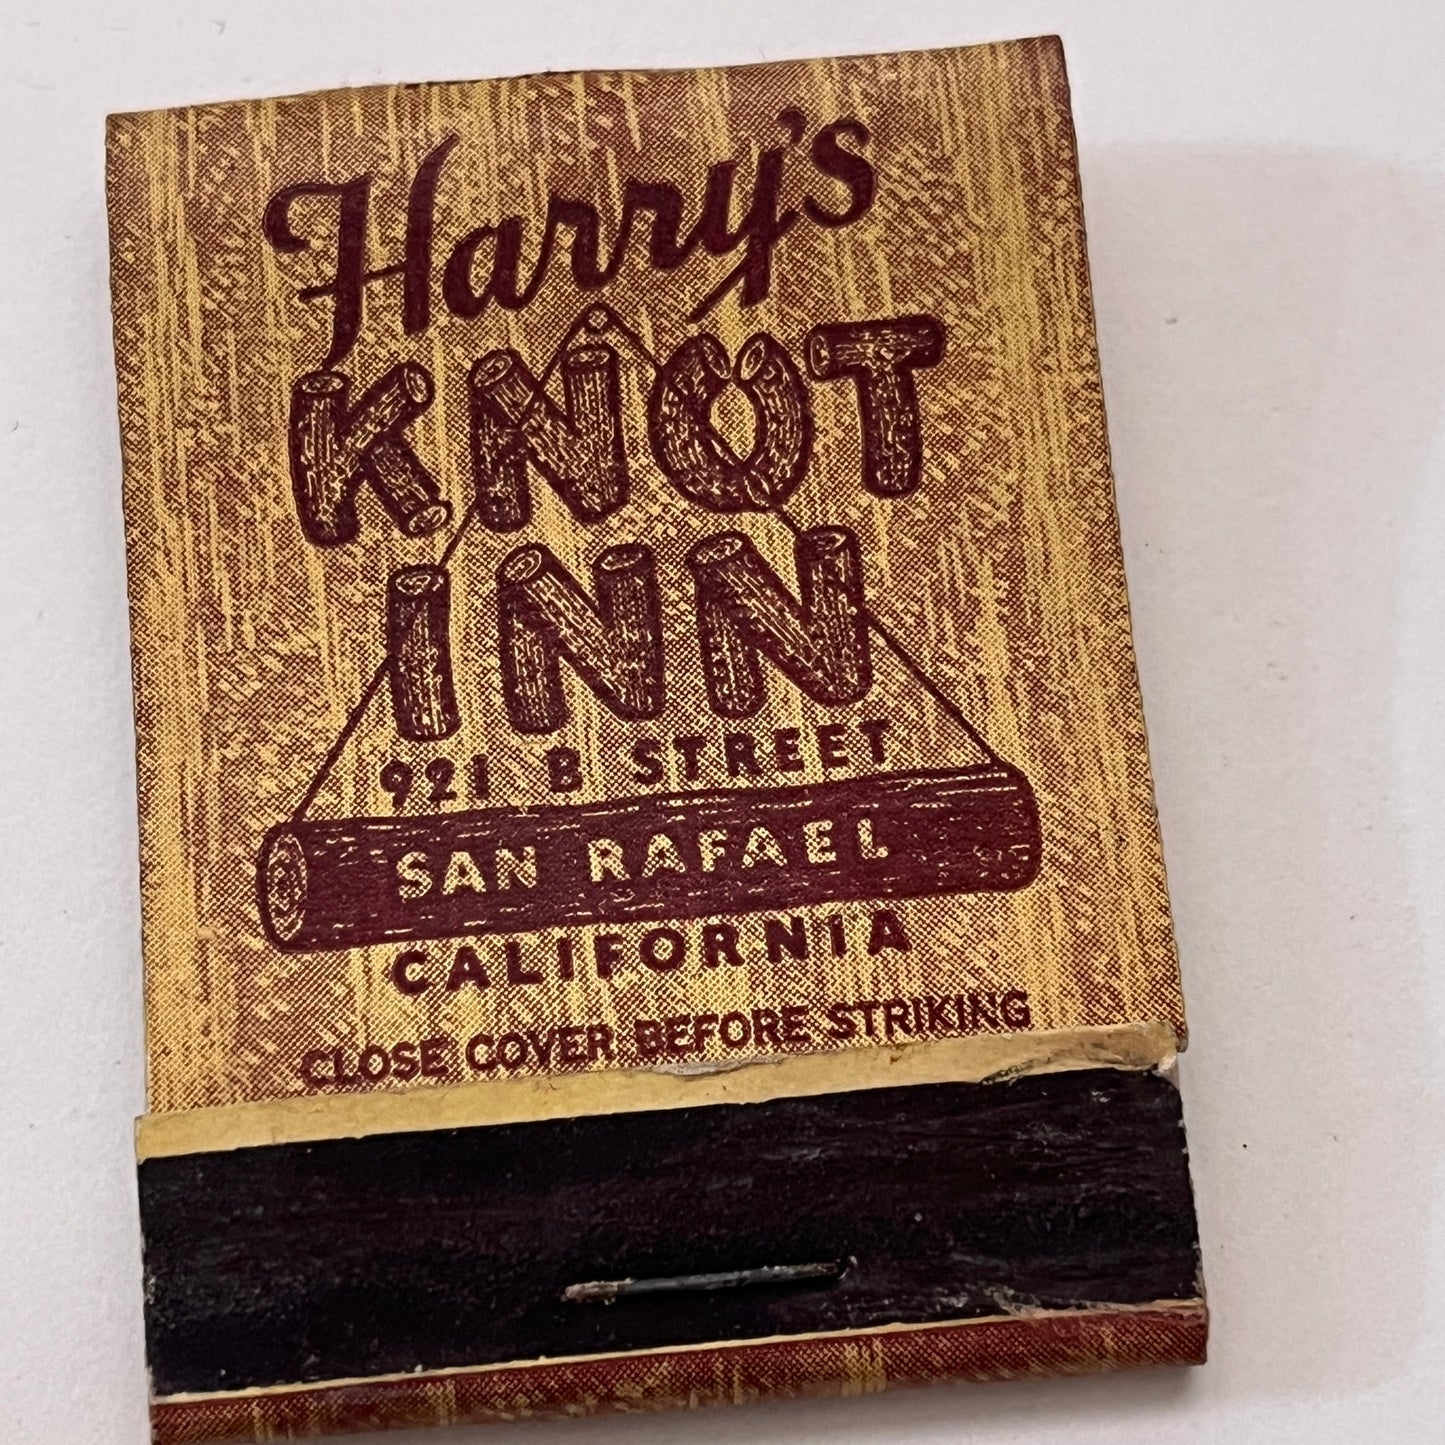 Harry's
KNOT
INN
921 B STREET
SAN RAFAEL
CALIFORNIA
CLOSE COVER BEFORE STRIKING